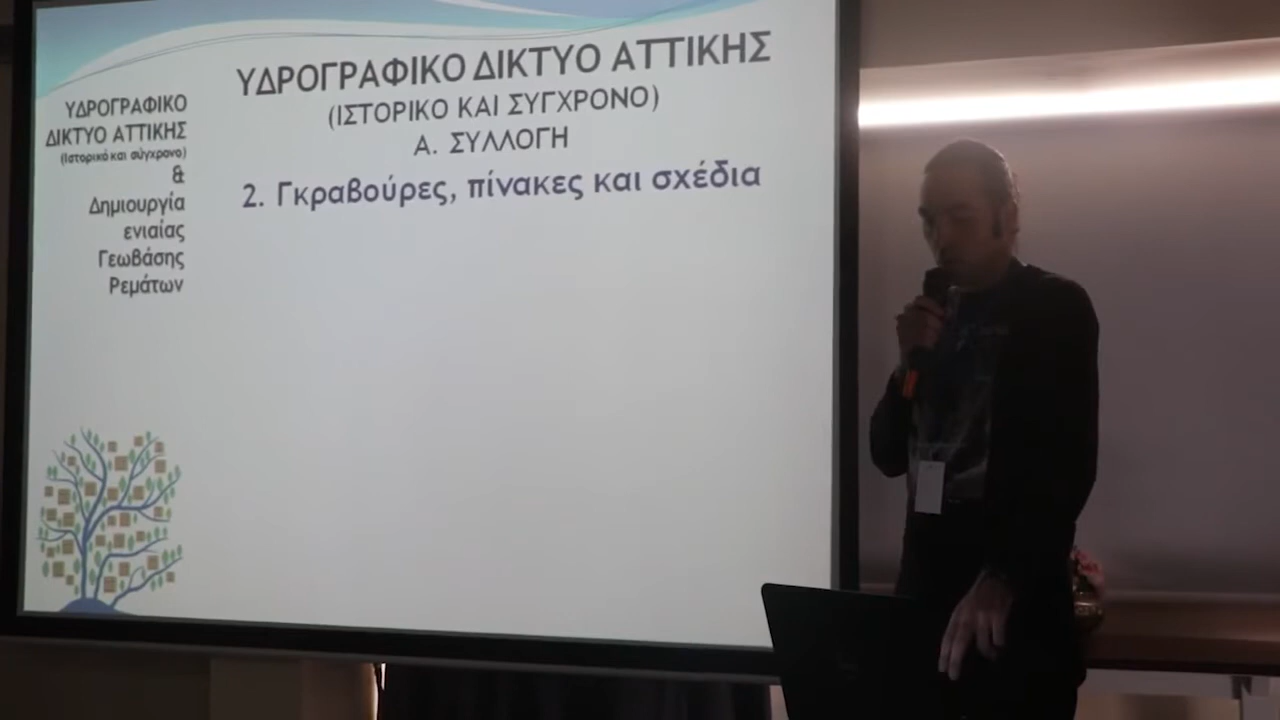 ΥΔΡΟΓΡΑΦΙΚΟ ΔΙΚΤΥΟ ΑΤΤΙΚΗΣ
(ΙΣΤΟΡΙΚΟ ΚΑΙ ΣΥΓΧΡΟΝΟ)
Α. ΣΥΛΛΟΓΗ
2. Γκραβούρες, πίνακες και σχέδια
ΥΔΡΟΓΡΑΦΙΚΟ
ΔΙΚΤΥΟ ΑΤΤΙΚΗΣ
(Ιστορικό και σύγχρονο)
&
Δημιουργία
ενιαίας
Γεωβάσης
Ρεμάτων